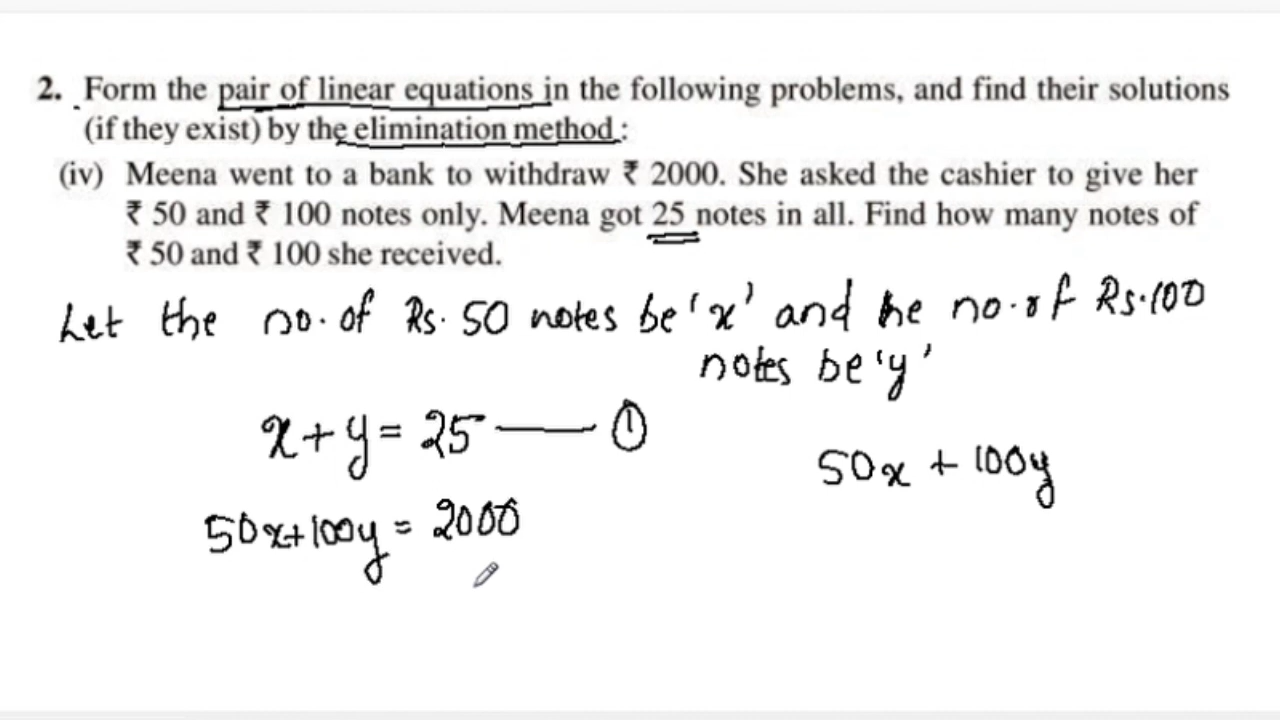 2. Form the pair of linear equations in the following problems, and find their solutions
(if they exist) by the elimination method :
(iv) Meena went to a bank to withdraw ₹ 2000. She asked the cashier to give her
₹ 50 and ₹ 100 notes only. Meena got 25 notes in all. Find how many notes of
₹ 50 and ₹ 100 she received.
Let the no. of Rs. 50 notes be 'x' and he no. of Rs. 100
notes be 'y'
x + y = 25 —— ①
50x + 100y
50x + 100y = 2000